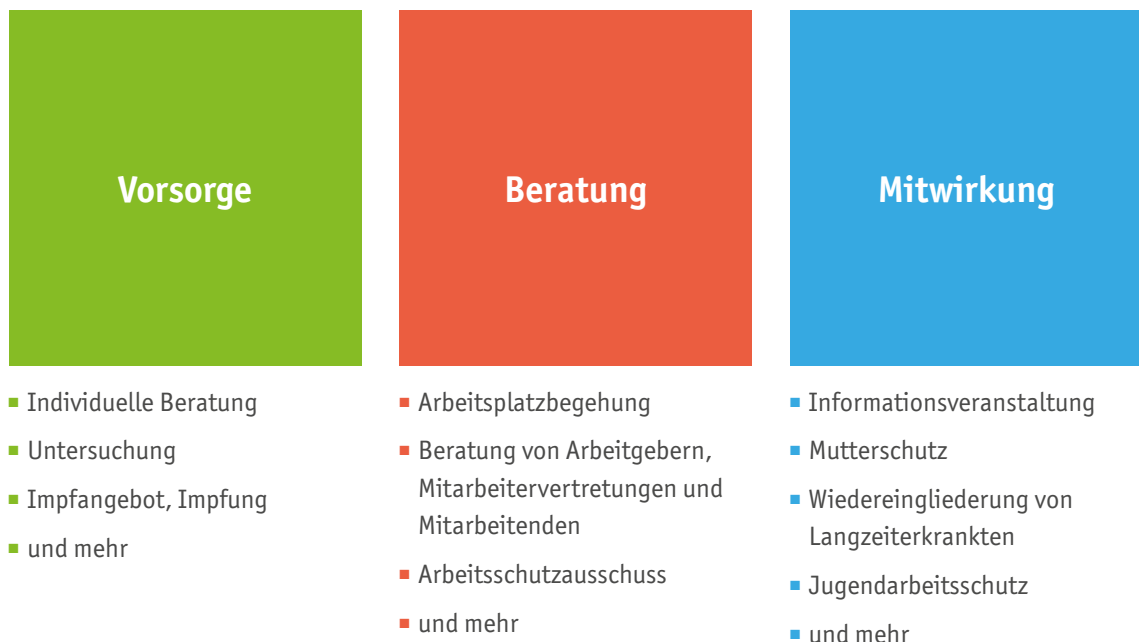 Vorsorge
▪ Individuelle Beratung
▪ Untersuchung
▪ Impfangebot, Impfung
▪ und mehr
Beratung
▪ Arbeitsplatzbegehung
▪ Beratung von Arbeitgebern,
Mitarbeitervertretungen und
Mitarbeitenden
▪ Arbeitsschutzausschuss
▪ und mehr
Mitwirkung
▪ Informationsveranstaltung
▪ Mutterschutz
▪ Wiedereingliederung von
Langzeiterkrankten
▪ Jugendarbeitsschutz
▪ und mehr